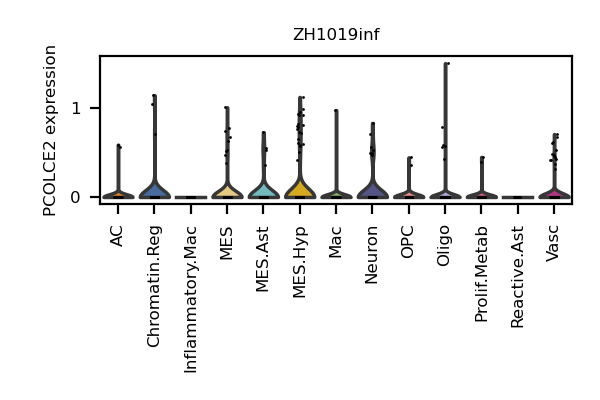 ZH1019inf
PCOLCE2 expression
1
0
AC
Chromatin.Reg
Inflammatory.Mac
MES
MES.Ast
MES.Hyp
Mac
Neuron
OPC
Oligo
Prolif.Metab
Reactive.Ast
Vasc